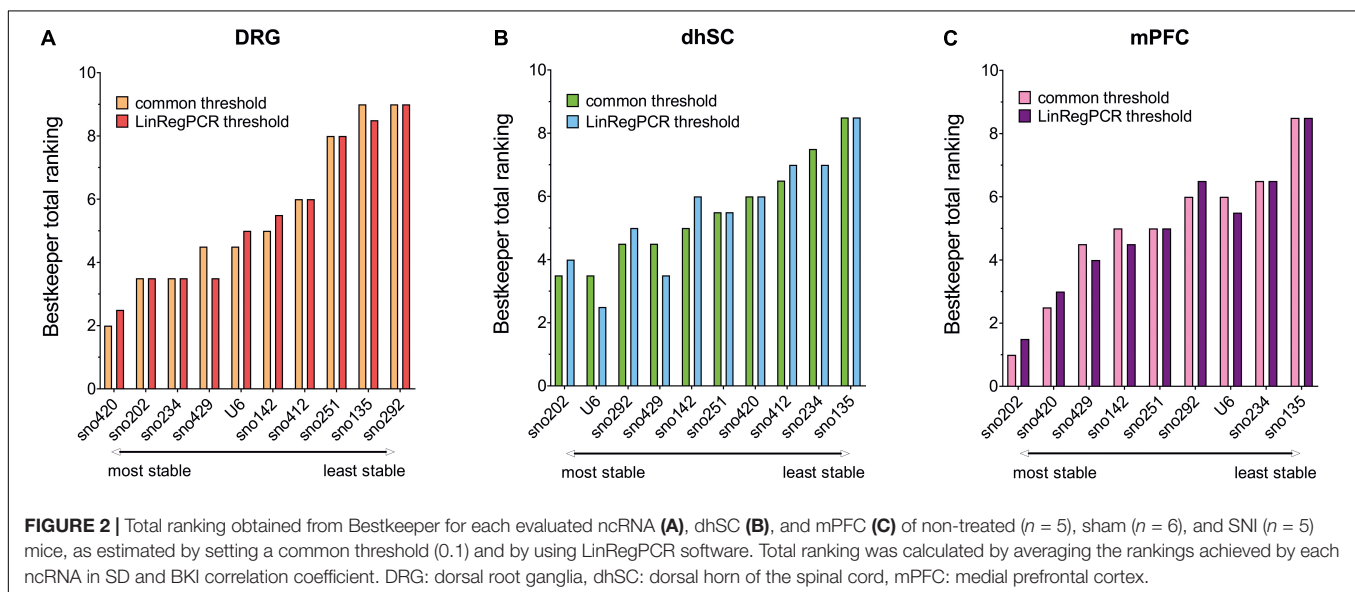 A
DRG
Bestkeeper total ranking
10
8
6
4
2
0
common threshold
LinRegPCR threshold
sno420
sno202
sno234
sno429
U6
sno142
sno412
sno251
sno135
sno292
most stable
least stable
B
dhSC
Bestkeeper total ranking
10
8
6
4
2
0
common threshold
LinRegPCR threshold
sno202
U6
sno292
sno429
sno142
sno251
sno420
sno412
sno234
sno135
most stable
least stable
C
mPFC
Bestkeeper total ranking
10
8
6
4
2
0
common threshold
LinRegPCR threshold
sno202
sno420
sno429
sno142
sno251
sno292
U6
sno234
sno135
most stable
least stable
FIGURE 2 | Total ranking obtained from Bestkeeper for each evaluated ncRNA (A), dhSC (B), and mPFC (C) of non-treated (n = 5), sham (n = 6), and SNI (n = 5)
mice, as estimated by setting a common threshold (0.1) and by using LinRegPCR software. Total ranking was calculated by averaging the rankings achieved by each
ncRNA in SD and BKI correlation coefficient. DRG: dorsal root ganglia, dhSC: dorsal horn of the spinal cord, mPFC: medial prefrontal cortex.